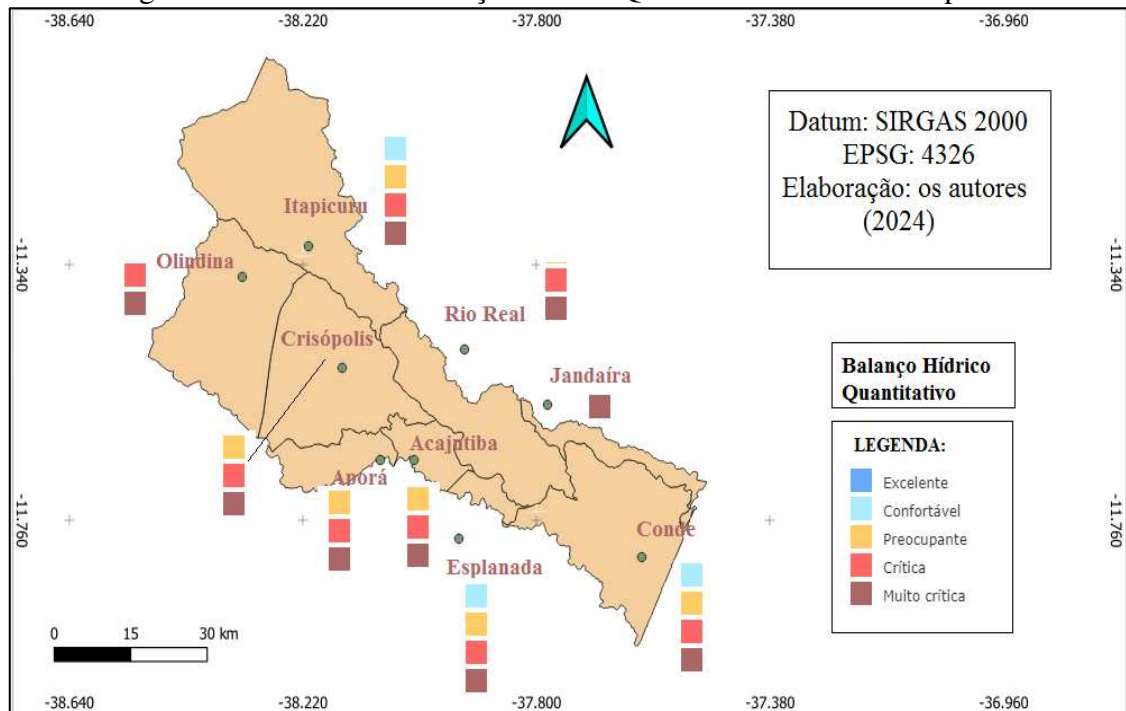 -38.640 -38.220 -37.800 -37.380 -36.960
Datum: SIRGAS 2000
EPSG: 4326
Elaboração: os autores
(2024)
Itapicuru
Olindina
-11.340 -11.340
Rio Real
Crisópolis
Jandaíra
Balanço Hídrico
Quantitativo
Acajutiba
Aporá
LEGENDA:
Excelente
Confortável
Preocupante
Crítica
Muito crítica
-11.760 -11.760
Conde
Esplanada
0 15 30 km
-38.640 -38.220 -37.800 -37.380 -36.960